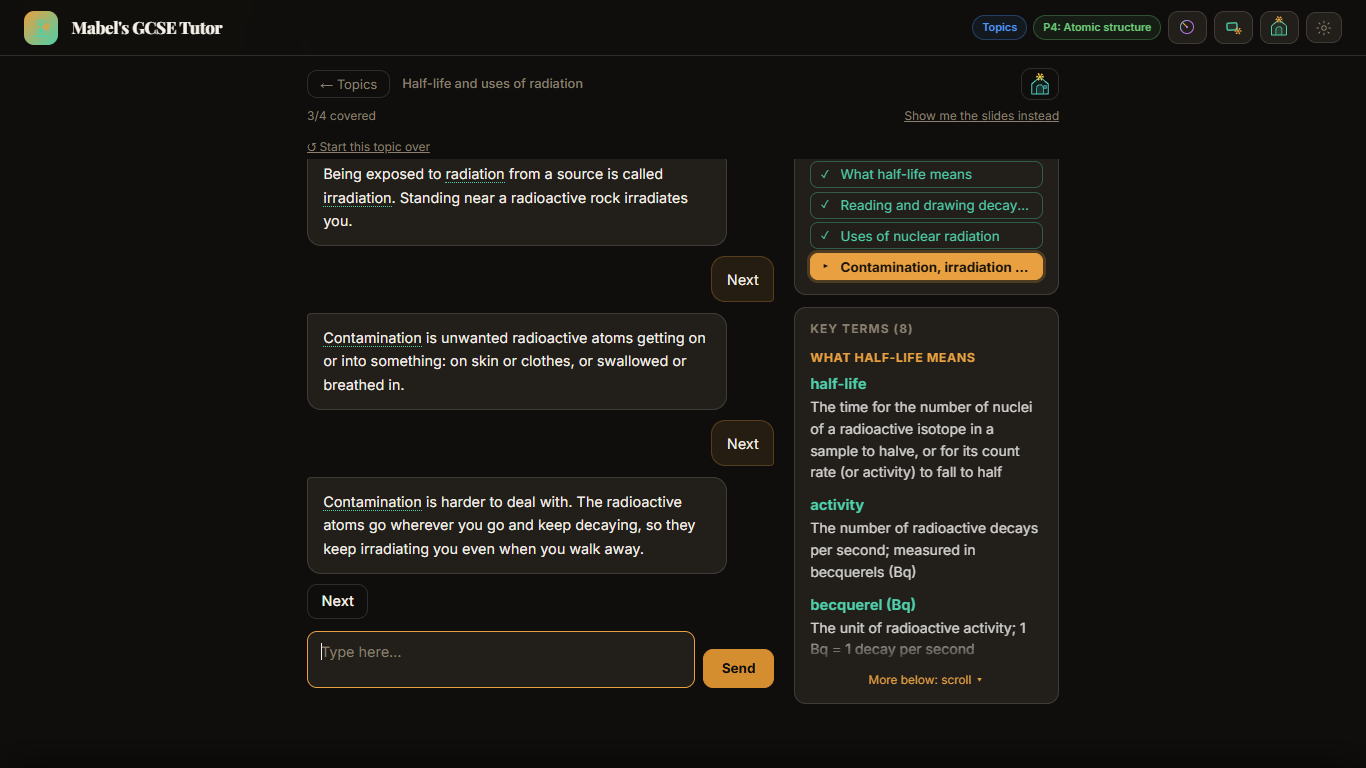 Mabel's GCSE Tutor
Topics
P4: Atomic structure
← Topics
Half-life and uses of radiation
3/4 covered
Show me the slides instead
↺ Start this topic over
Being exposed to radiation from a source is called
irradiation. Standing near a radioactive rock irradiates
you.
Next
Contamination is unwanted radioactive atoms getting on
or into something: on skin or clothes, or swallowed or
breathed in.
Next
Contamination is harder to deal with. The radioactive
atoms go wherever you go and keep decaying, so they
keep irradiating you even when you walk away.
Next
Type here...
Send
✓ What half-life means
✓ Reading and drawing decay...
✓ Uses of nuclear radiation
▸ Contamination, irradiation ...
KEY TERMS (8)
WHAT HALF-LIFE MEANS
half-life
The time for the number of nuclei
of a radioactive isotope in a
sample to halve, or for its count
rate (or activity) to fall to half
activity
The number of radioactive decays
per second; measured in
becquerels (Bq)
becquerel (Bq)
The unit of radioactive activity; 1
Bq = 1 decay per second
More below: scroll ▾